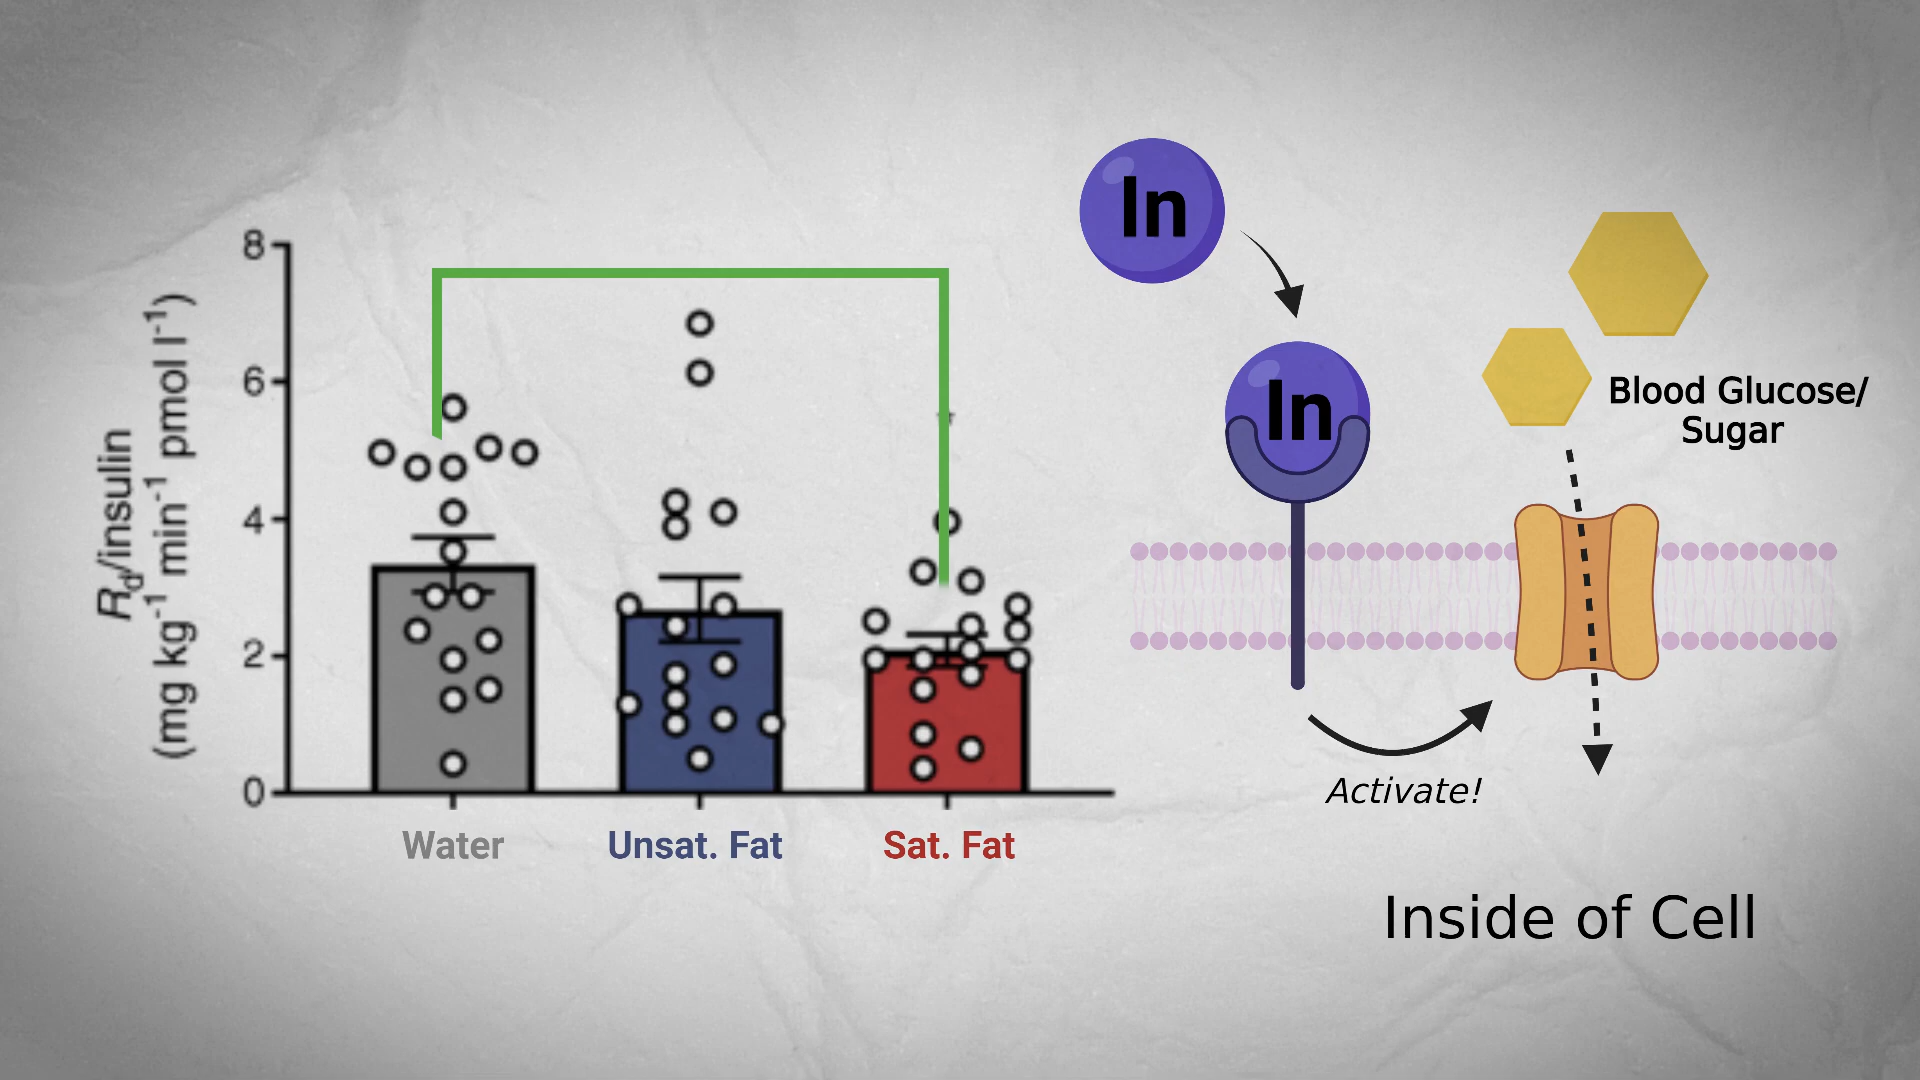 R_d/insulin
(mg kg⁻¹ min⁻¹ pmol l⁻¹)
8
6
4
2
0
*
Water
Unsat. Fat
Sat. Fat
In
In
Blood Glucose/
Sugar
Activate!
Inside of Cell